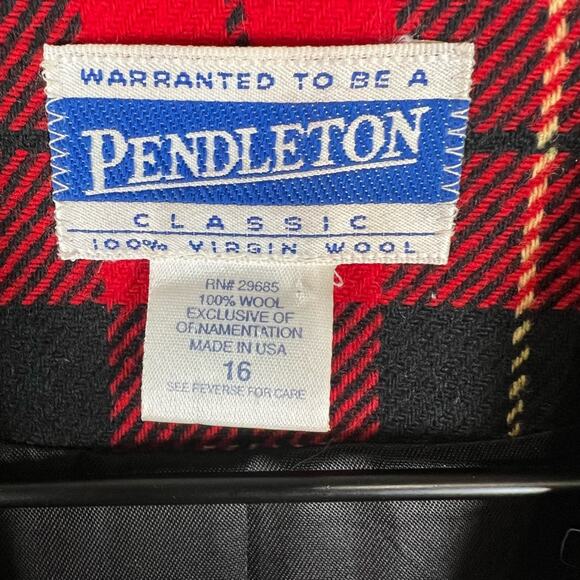 WARRANTED TO BE A
PENDLETON
CLASSIC
100% VIRGIN WOOL
RN# 29685
100% WOOL
EXCLUSIVE OF
ORNAMENTATION
MADE IN USA
16
SEE REVERSE FOR CARE